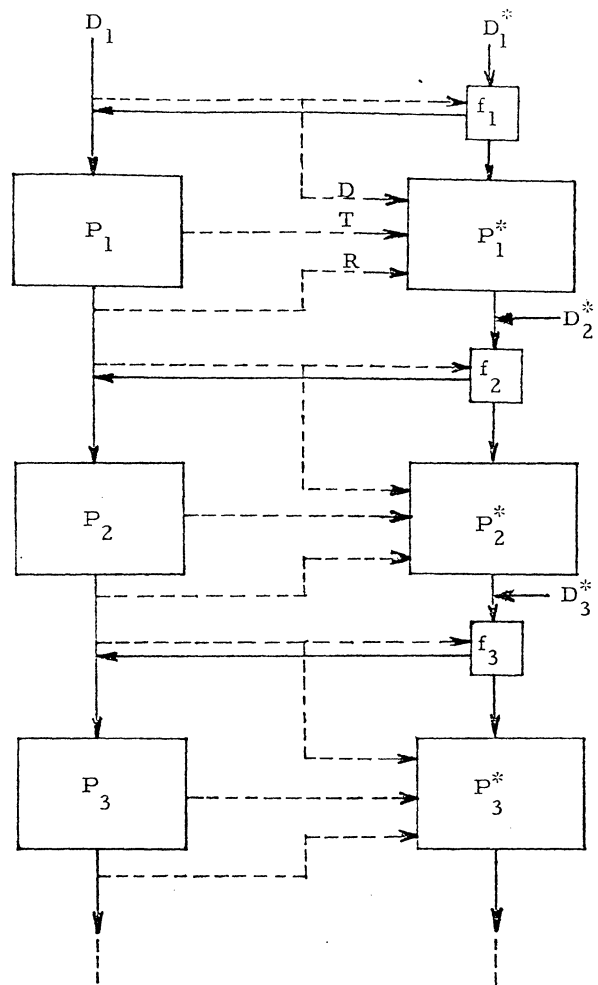 D₁ D₁*
f₁
D
P₁ T P₁*
R
D₂*
f₂
P₂ P₂*
D₃*
f₃
P₃ P₃*